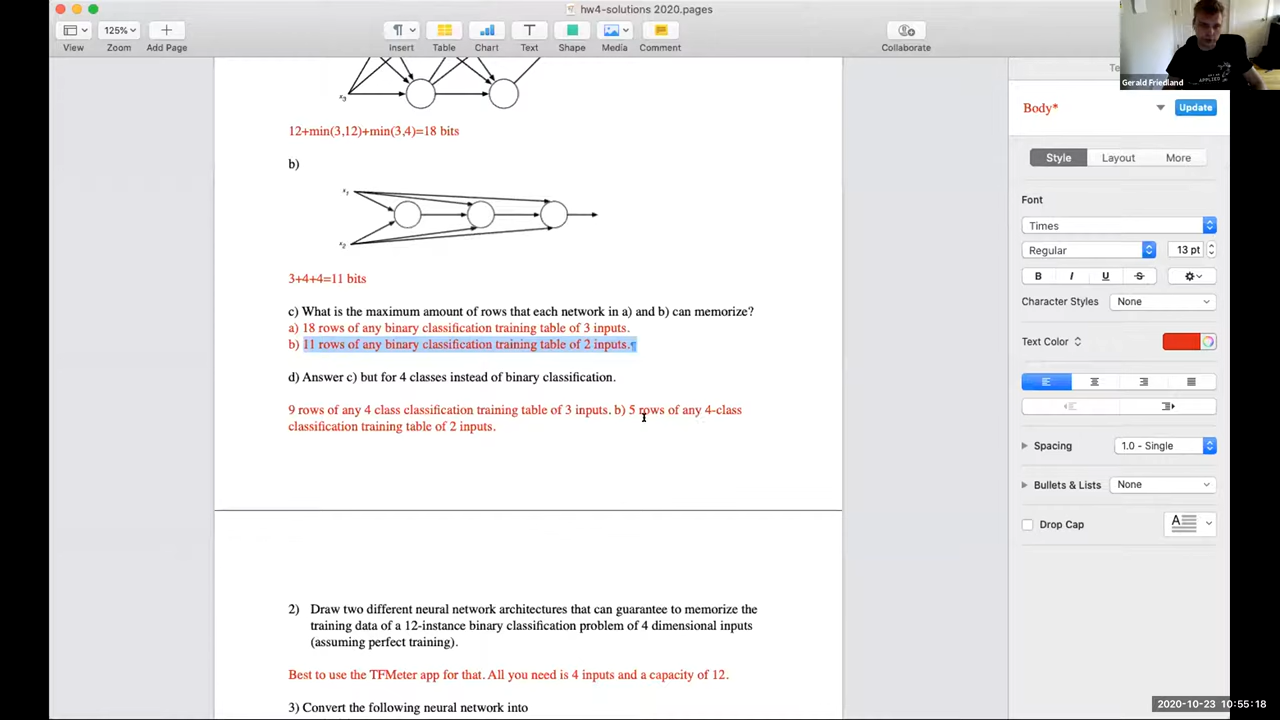 hw4-solutions 2020.pages
125%
View
Zoom
Add Page
Insert
Table
Chart
Text
Shape
Media
Comment
Collaborate
Gerald Friedland
Body*
Update
Style
Layout
More
Font
Times
Regular
13 pt
B I U S
Character Styles
None
Text Color
Spacing
1.0 - Single
Bullets & Lists
None
Drop Cap
x3
12+min(3,12)+min(3,4)=18 bits
b)
x1
x2
3+4+4=11 bits
c) What is the maximum amount of rows that each network in a) and b) can memorize?
a) 18 rows of any binary classification training table of 3 inputs.
b) 11 rows of any binary classification training table of 2 inputs.¶
d) Answer c) but for 4 classes instead of binary classification.
9 rows of any 4 class classification training table of 3 inputs. b) 5 rows of any 4-class
classification training table of 2 inputs.
2) Draw two different neural network architectures that can guarantee to memorize the
training data of a 12-instance binary classification problem of 4 dimensional inputs
(assuming perfect training).
Best to use the TFMeter app for that. All you need is 4 inputs and a capacity of 12.
3) Convert the following neural network into
2020-10-23 10:55:18